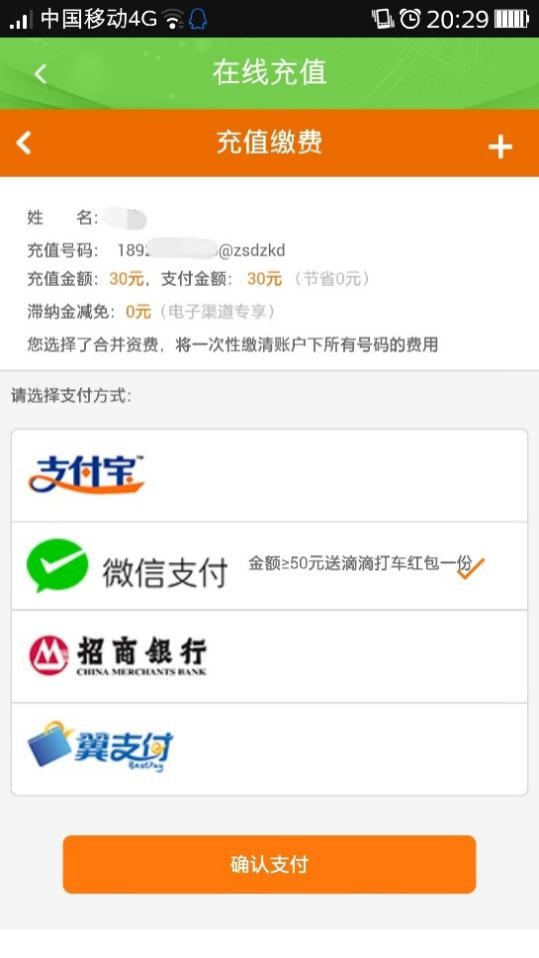 中国移动4G 20:29
在线充值
充值缴费
姓 名:
充值号码: 189 @zsdzkd
充值金额: 30元, 支付金额: 30元 (节省0元)
滞纳金减免: 0元 (电子渠道专享)
您选择了合并资费, 将一次性缴清账户下所有号码的费用
请选择支付方式:
支付宝™
微信支付 金额≥50元送滴滴打车红包一份
招商银行
CHINA MERCHANTS BANK
翼支付
BestPay
确认支付